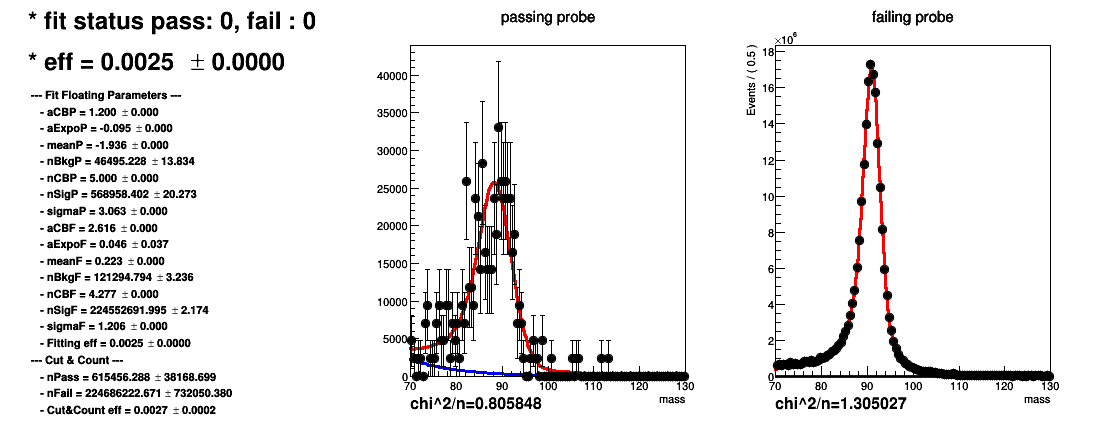 * fit status pass: 0, fail : 0
* eff = 0.0025 ± 0.0000
--- Fit Floating Parameters ---
- aCBP = 1.200 ± 0.000
- aExpoP = -0.095 ± 0.000
- meanP = -1.936 ± 0.000
- nBkgP = 46495.228 ± 13.834
- nCBP = 5.000 ± 0.000
- nSigP = 568958.402 ± 20.273
- sigmaP = 3.063 ± 0.000
- aCBF = 2.616 ± 0.000
- aExpoF = 0.046 ± 0.037
- meanF = 0.223 ± 0.000
- nBkgF = 121294.794 ± 3.236
- nCBF = 4.277 ± 0.000
- nSigF = 224552691.995 ± 2.174
- sigmaF = 1.206 ± 0.000
- Fitting eff = 0.0025 ± 0.0000
--- Cut & Count ---
- nPass = 615456.288 ± 38168.699
- nFail = 224686222.671 ± 732050.380
- Cut&Count eff = 0.0027 ± 0.0002
passing probe
40000
35000
30000
25000
20000
15000
10000
5000
0
70 80 90 100 110 120 130
mass
chi^2/n=0.805848
failing probe
×10^6
Events / ( 0.5 )
18
16
14
12
10
8
6
4
2
0
70 80 90 100 110 120 130
mass
chi^2/n=1.305027